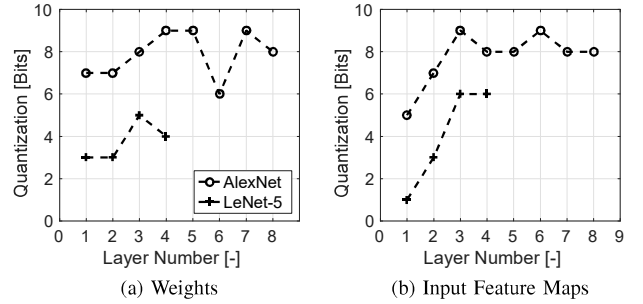 10
8
6
4
2
0
Quantization [Bits]
0 1 2 3 4 5 6 7 8
Layer Number [-]
AlexNet
LeNet-5
(a) Weights
10
8
6
4
2
0
Quantization [Bits]
0 1 2 3 4 5 6 7 8 9
Layer Number [-]
(b) Input Feature Maps